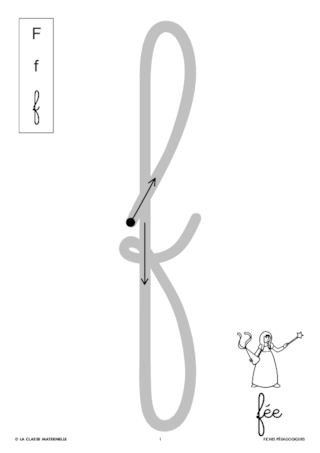 F
f
f
f
fée
© LA CLASSE MATERNELLE
1
FICHES PÉDAGOGIQUES